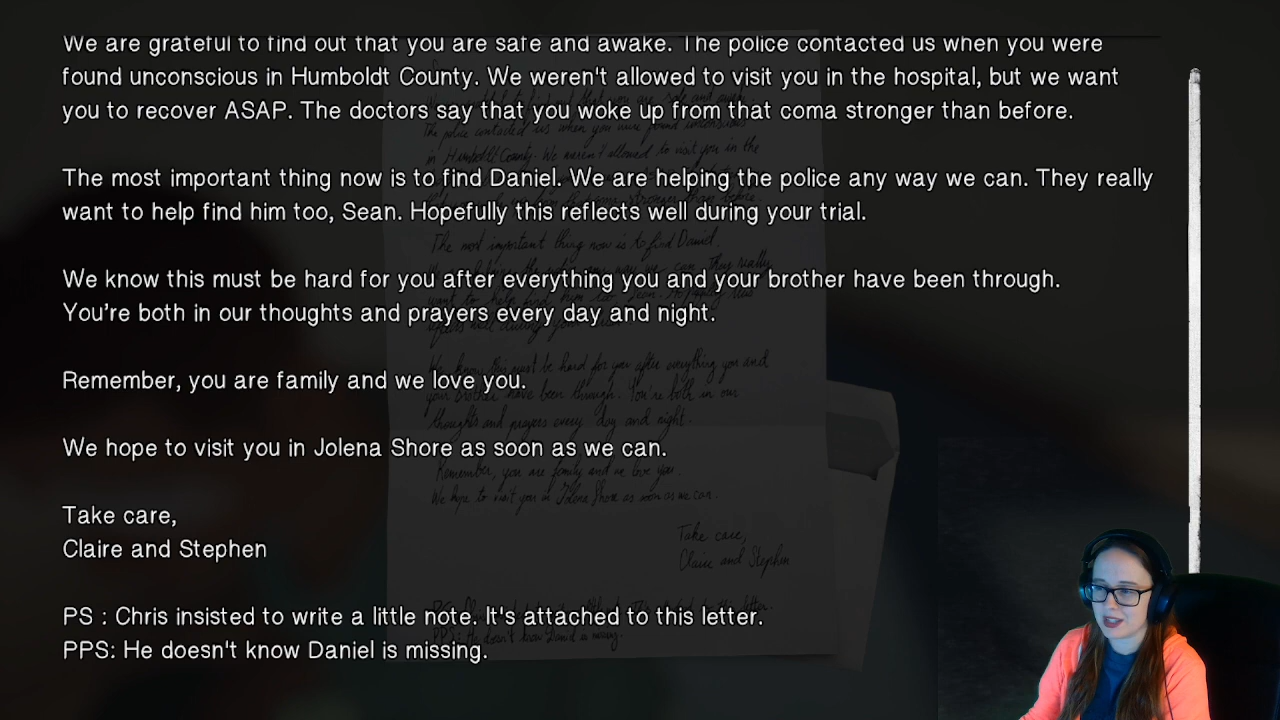 We are grateful to find out that you are safe and awake. The police contacted us when you were
found unconscious in Humboldt County. We weren't allowed to visit you in the hospital, but we want
you to recover ASAP. The doctors say that you woke up from that coma stronger than before.
The most important thing now is to find Daniel. We are helping the police any way we can. They really
want to help find him too, Sean. Hopefully this reflects well during your trial.
We know this must be hard for you after everything you and your brother have been through.
You're both in our thoughts and prayers every day and night.
Remember, you are family and we love you.
We hope to visit you in Jolena Shore as soon as we can.
Take care,
Claire and Stephen
PS : Chris insisted to write a little note. It's attached to this letter.
PPS: He doesn't know Daniel is missing.